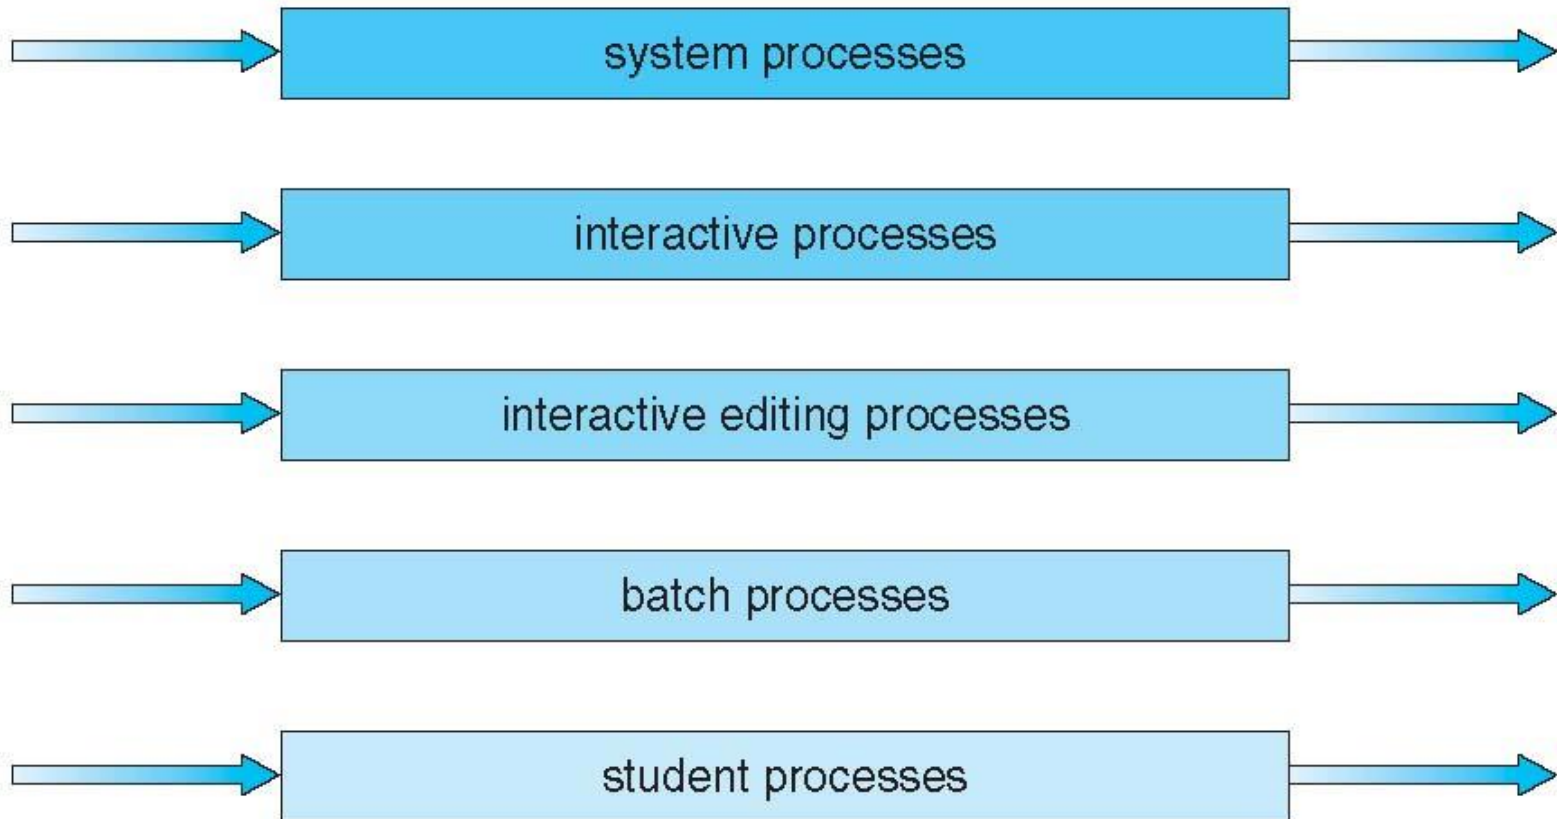 system processes
interactive processes
interactive editing processes
batch processes
student processes